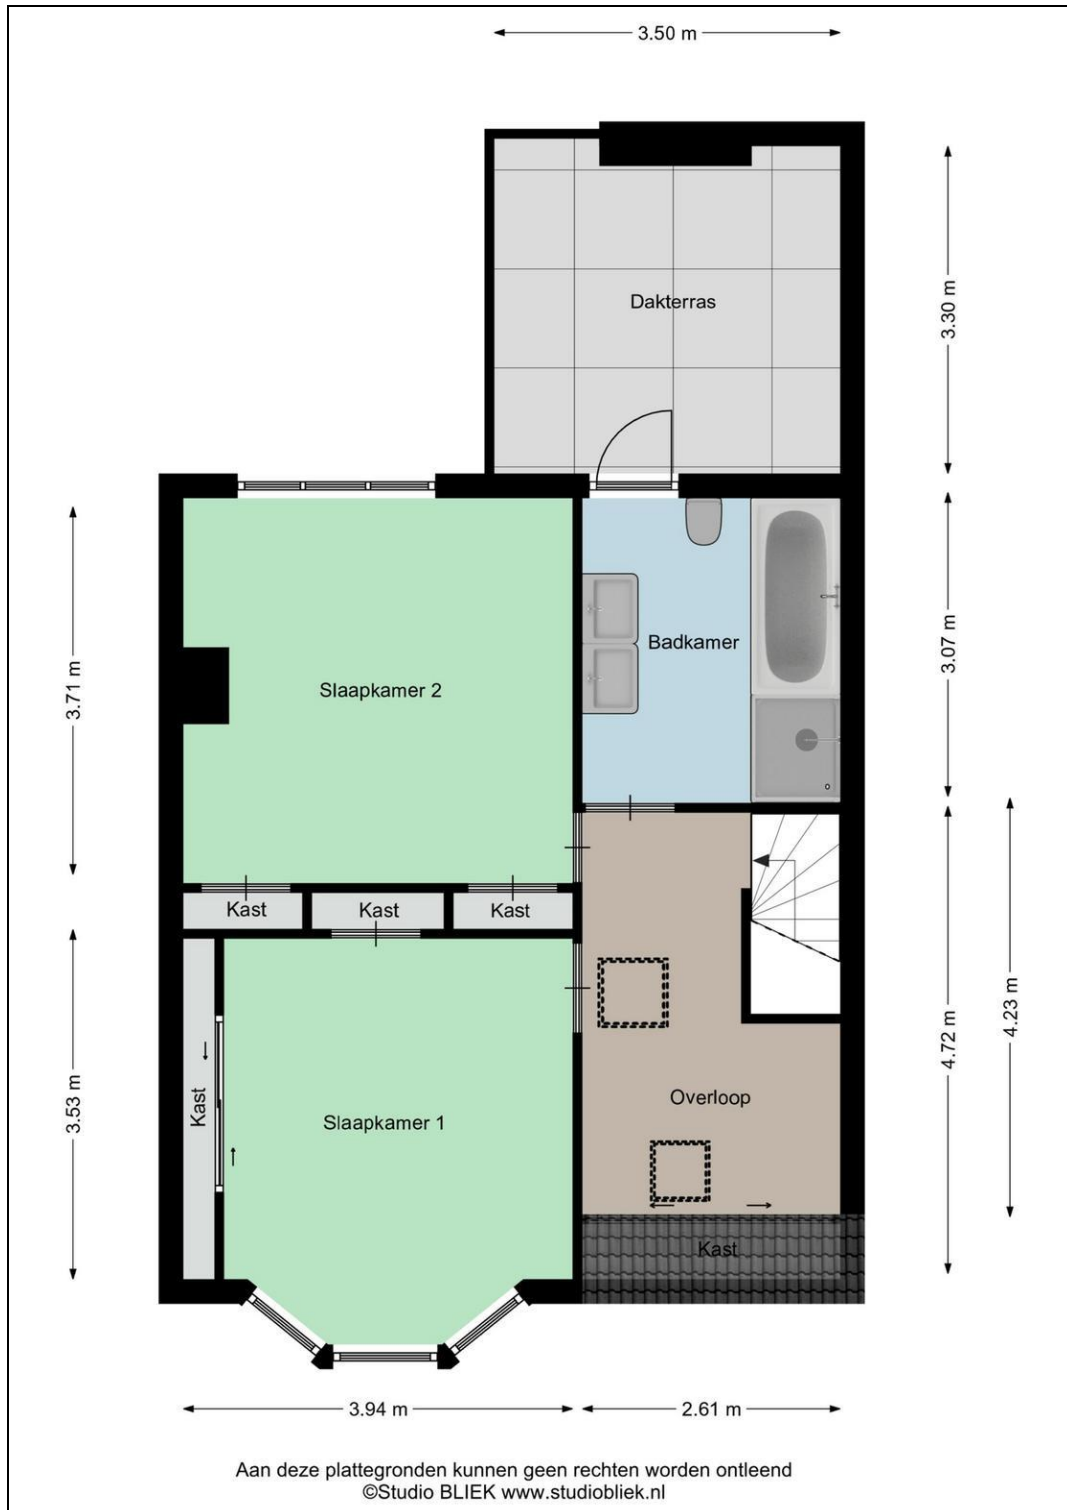 3.50 m
Dakterras
3.30 m
Badkamer
3.07 m
Slaapkamer 2
3.71 m
Kast
Kast
Kast
4.23 m
4.72 m
3.53 m
Kast
Slaapkamer 1
Overloop
Kast
3.94 m
2.61 m
Aan deze plattegronden kunnen geen rechten worden ontleend
©Studio BLIEK www.studiobliek.nl